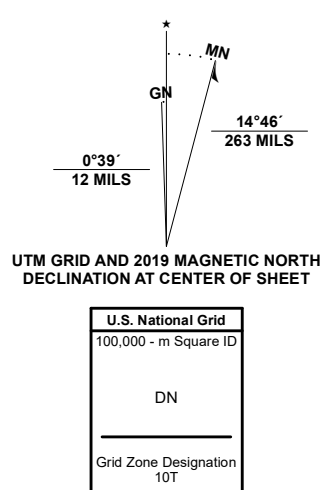 ★
MN
GN
14°46´
263 MILS
0°39´
12 MILS
UTM GRID AND 2019 MAGNETIC NORTH
DECLINATION AT CENTER OF SHEET
U.S. National Grid
100,000 - m Square ID
DN
Grid Zone Designation
10T